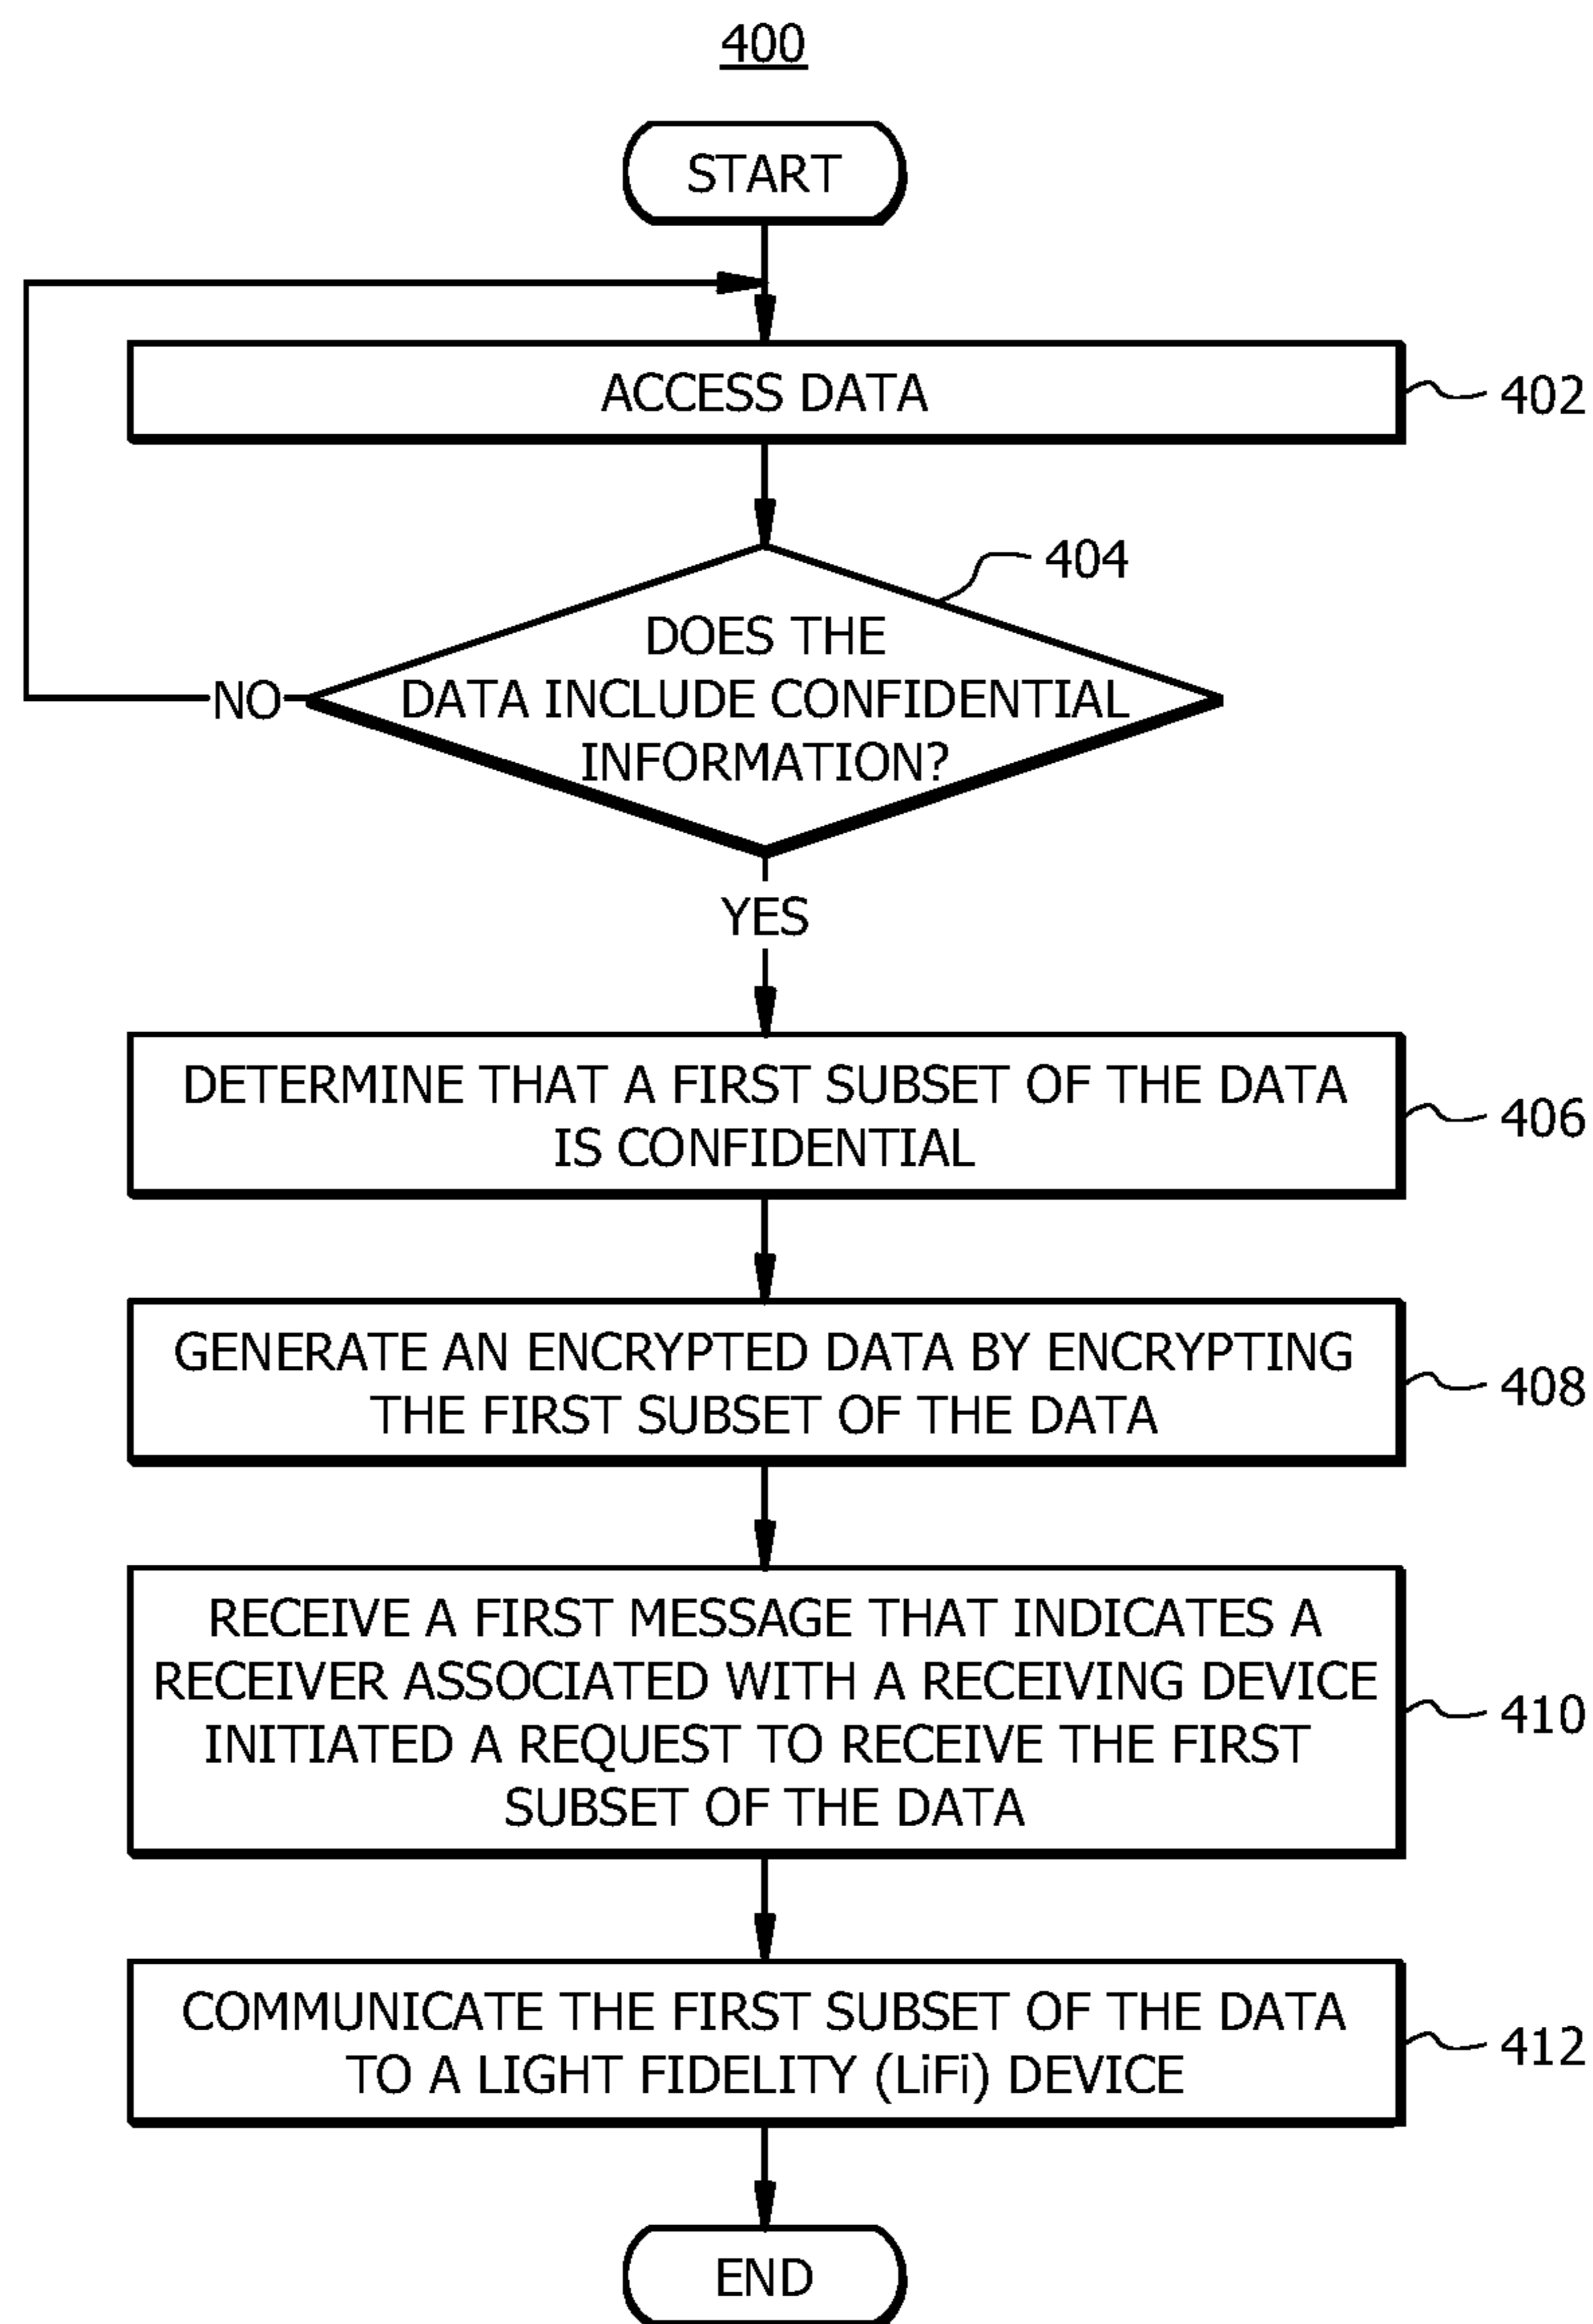 400
START
ACCESS DATA
402
404
DOES THE
DATA INCLUDE CONFIDENTIAL
INFORMATION?
NO
YES
DETERMINE THAT A FIRST SUBSET OF THE DATA
IS CONFIDENTIAL
406
GENERATE AN ENCRYPTED DATA BY ENCRYPTING
THE FIRST SUBSET OF THE DATA
408
RECEIVE A FIRST MESSAGE THAT INDICATES A
RECEIVER ASSOCIATED WITH A RECEIVING DEVICE
INITIATED A REQUEST TO RECEIVE THE FIRST
SUBSET OF THE DATA
410
COMMUNICATE THE FIRST SUBSET OF THE DATA
TO A LIGHT FIDELITY (LiFi) DEVICE
412
END